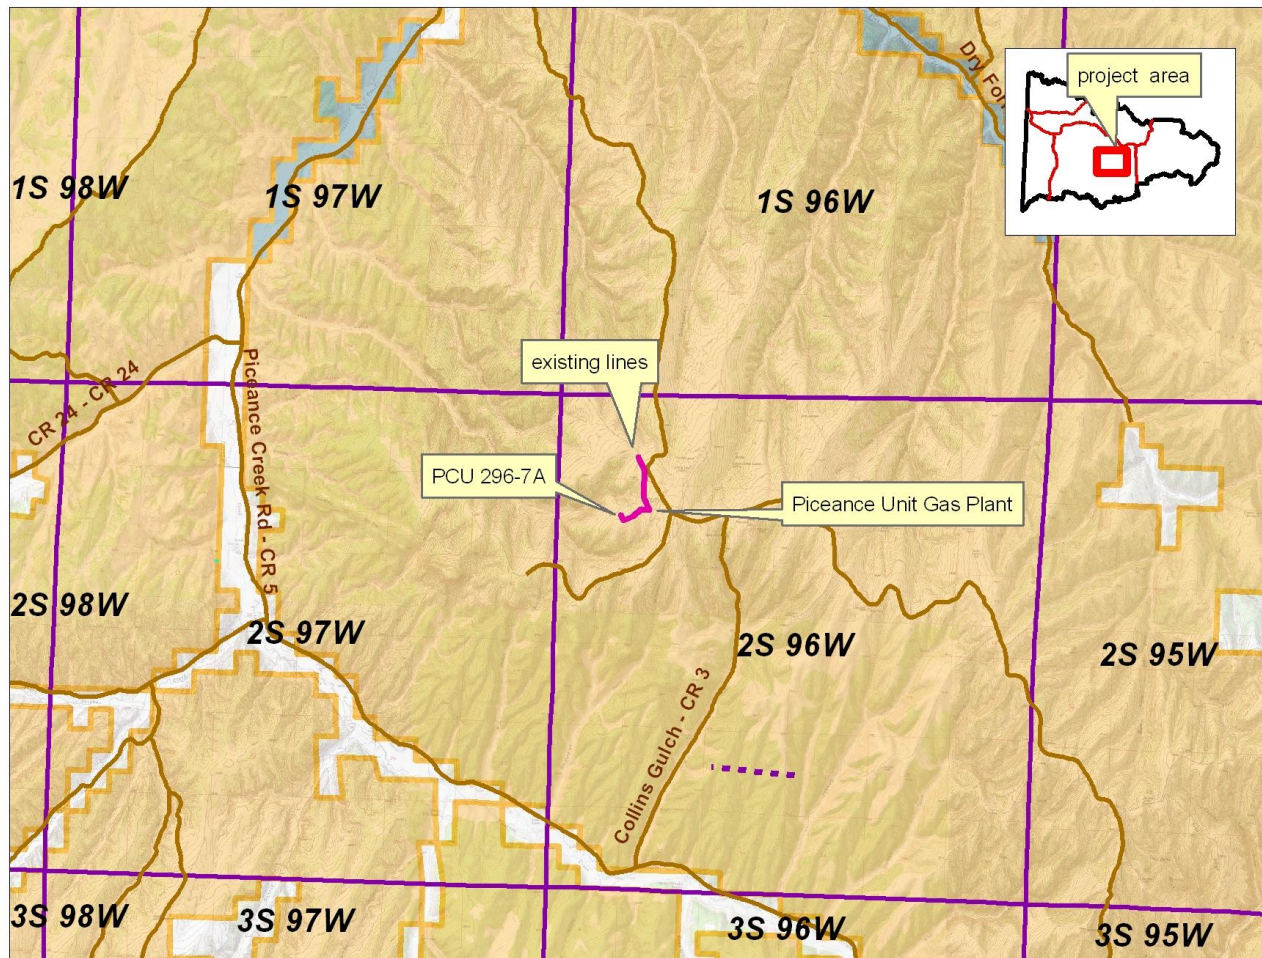 Dry For
project area
1S 98W
1S 97W
1S 96W
existing lines
CR 24 - CR 24
Piceance Creek Rd - CR 5
PCU 296-7A
Piceance Unit Gas Plant
2S 98W
2S 97W
2S 96W
2S 95W
Collins Gulch - CR 3
3S 98W
3S 97W
3S 96W
3S 95W